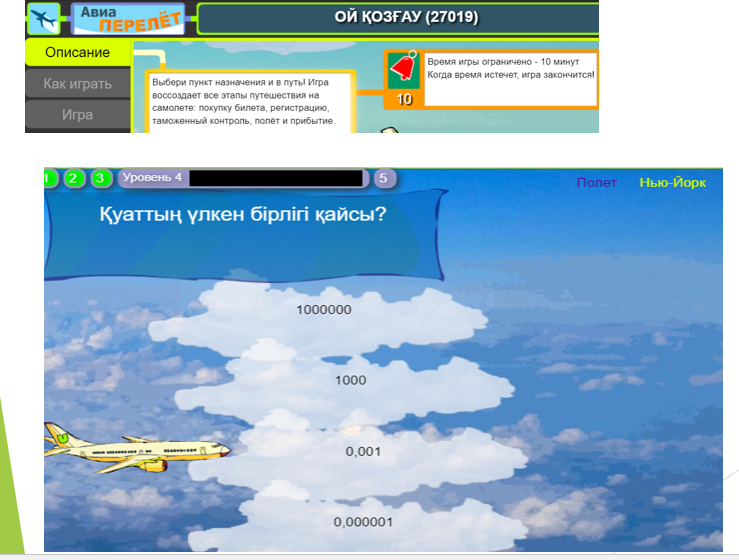 Авиа
ПЕРЕЛЁТ
ОЙ ҚОЗҒАУ (27019)
Описание
Как играть
Игра
Выбери пункт назначения и в путь! Игра
воссоздает все этапы путешествия на
самолете: покупку билета, регистрацию,
таможенный контроль, полёт и прибытие.
10
Время игры ограничено - 10 минут
Когда время истечет, игра закончится!
1 2 3 Уровень 4 5
Полет Нью-Йорк
Қуаттың үлкен бірлігі қайсы?
1000000
1000
0,001
0,000001